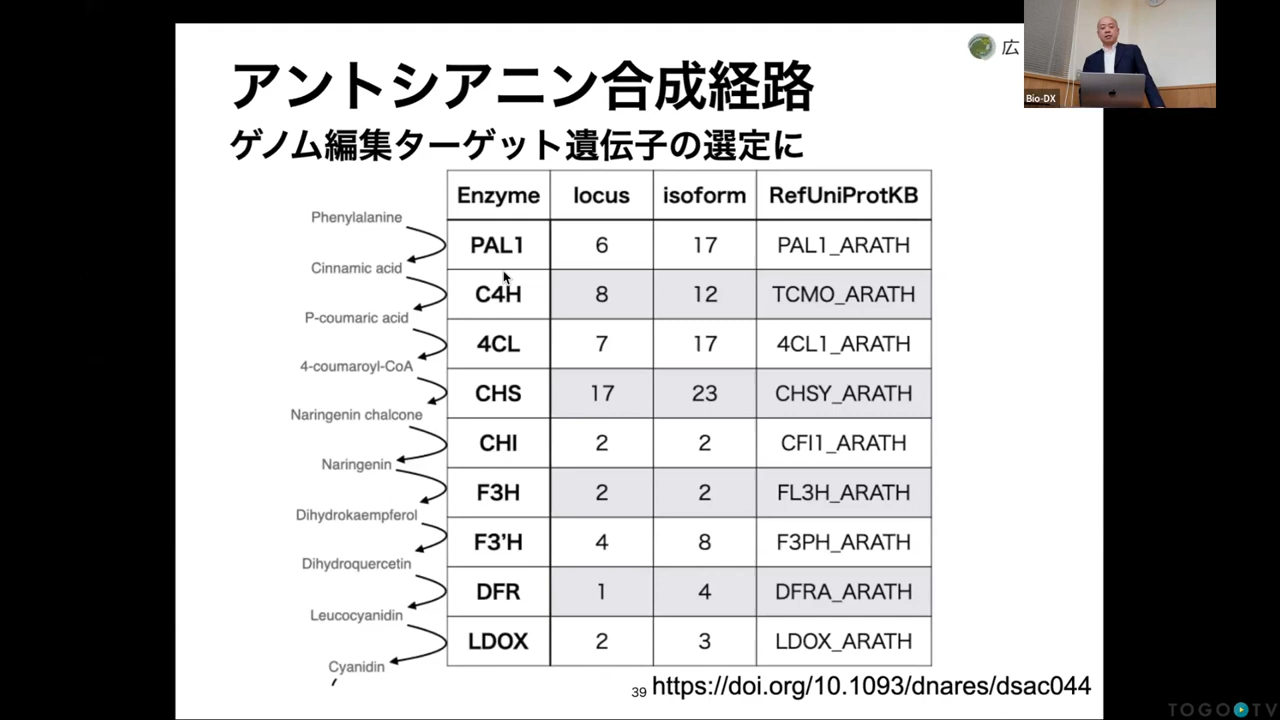 アントシアニン合成経路
広
Bio-DX
ゲノム編集ターゲット遺伝子の選定に
Enzyme locus isoform RefUniProtKB
Phenylalanine
PAL1 6 17 PAL1_ARATH
Cinnamic acid
C4H 8 12 TCMO_ARATH
P-coumaric acid
4CL 7 17 4CL1_ARATH
4-coumaroyl-CoA
CHS 17 23 CHSY_ARATH
Naringenin chalcone
CHI 2 2 CFI1_ARATH
Naringenin
F3H 2 2 FL3H_ARATH
Dihydrokaempferol
F3'H 4 8 F3PH_ARATH
Dihydroquercetin
DFR 1 4 DFRA_ARATH
Leucocyanidin
LDOX 2 3 LDOX_ARATH
Cyanidin
39 https://doi.org/10.1093/dnares/dsac044
TOGO TV